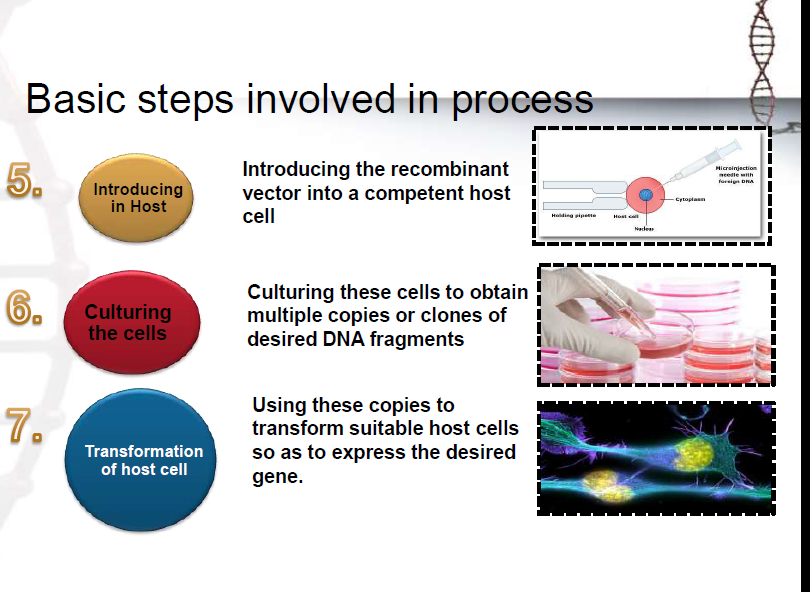 Basic steps involved in process
5.
Introducing
in Host
Introducing the recombinant
vector into a competent host
cell
Microinjection
needle with
foreign DNA
Cytoplasm
Holding pipette
Host cell
Nucleus
6.
Culturing
the cells
Culturing these cells to obtain
multiple copies or clones of
desired DNA fragments
7.
Transformation
of host cell
Using these copies to
transform suitable host cells
so as to express the desired
gene.